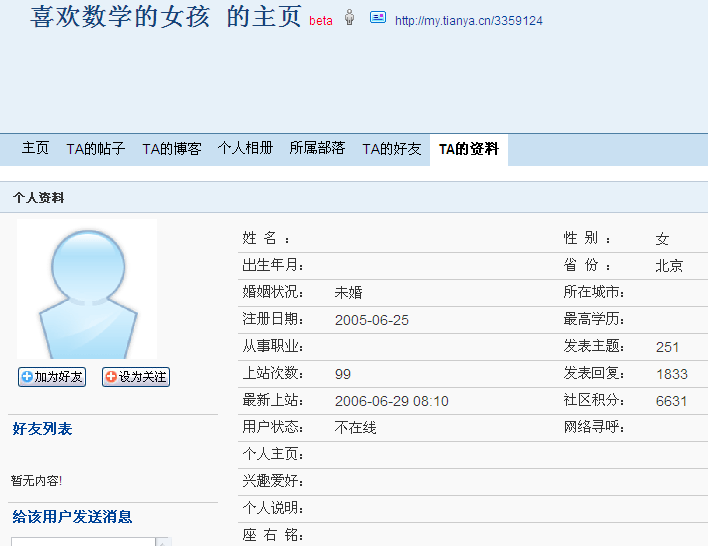 喜欢数学的女孩 的主页 beta http://my.tianya.cn/3359124
主页 TA的帖子 TA的博客 个人相册 所属部落 TA的好友 TA的资料
个人资料
姓 名 ： 性 别 ： 女
出生年月： 省 份 ： 北京
婚姻状况： 未婚 所在城市：
注册日期： 2005-06-25 最高学历：
从事职业： 发表主题： 251
上站次数： 99 发表回复： 1833
最新上站： 2006-06-29 08:10 社区积分： 6631
用户状态： 不在线 网络寻呼：
个人主页：
兴趣爱好：
个人说明：
座 右 铭：
加为好友 设为关注
好友列表
暂无内容!
给该用户发送消息